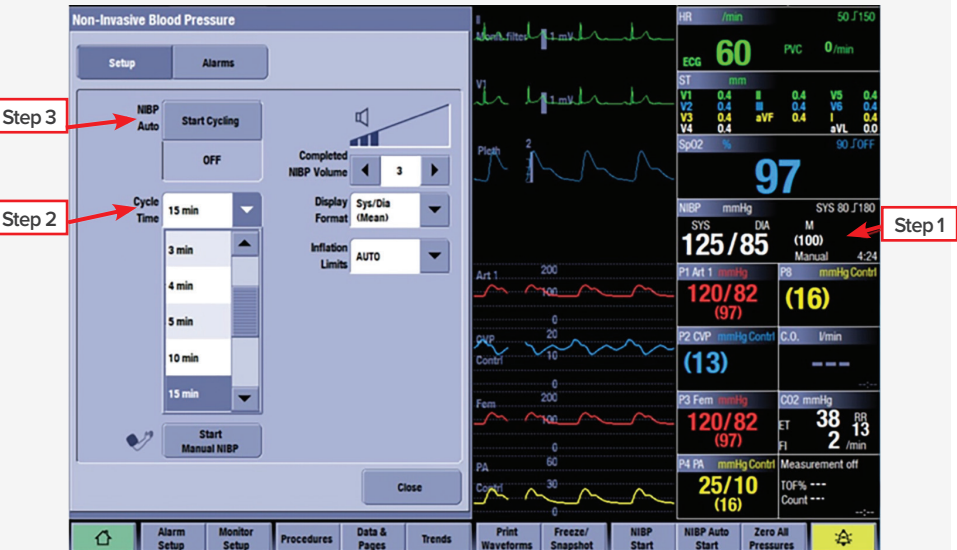 Non-Invasive Blood Pressure
Setup
Alarms
Step 3
NIBP
Auto
Start Cycling
OFF
Completed
NIBP Volume
3
Step 2
Cycle
Time
15 min
Display
Format
Sys/Dia
(Mean)
3 min
4 min
5 min
10 min
15 min
Inflation
Limits
AUTO
Start
Manual NIBP
Close
II
1 mV
V1
1 mV
Pleth
2
Art 1
200
100
0
CVP
Contrl
20
10
0
Fem
200
100
0
PA
Contrl
60
30
0
HR /min 50 150
ECG 60 PVC 0/min
ST mm
V1 0.4 II 0.4 V5 0.4
V2 0.4 III 0.4 V6 0.4
V3 0.4 aVF 0.4 I 0.4
V4 0.4 aVL 0.0
SpO2 % 90 OFF
97
NIBP mmHg SYS 80 180
SYS DIA M
125/85 (100)
Manual 4:24
Step 1
P1 Art 1 mmHg
120/82
(97)
P8 mmHg Contrl
(16)
P2 CVP mmHg Contrl
(13)
C.O. l/min
---
--:--
P3 Fem mmHg
120/82
(97)
CO2 mmHg
ET 38 RR 13
FI 2 /min
P4 PA mmHg Contrl
25/10
(16)
Measurement off
TOF% ---
Count ---
--:--
Alarm
Setup
Monitor
Setup
Procedures
Data &
Pages
Trends
Print
Waveforms
Freeze/
Snapshot
NIBP
Start
NIBP Auto
Start
Zero All
Pressures